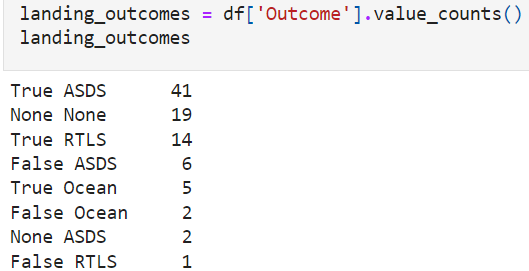 landing_outcomes = df['Outcome'].value_counts()
landing_outcomes
True ASDS 41
None None 19
True RTLS 14
False ASDS 6
True Ocean 5
False Ocean 2
None ASDS 2
False RTLS 1